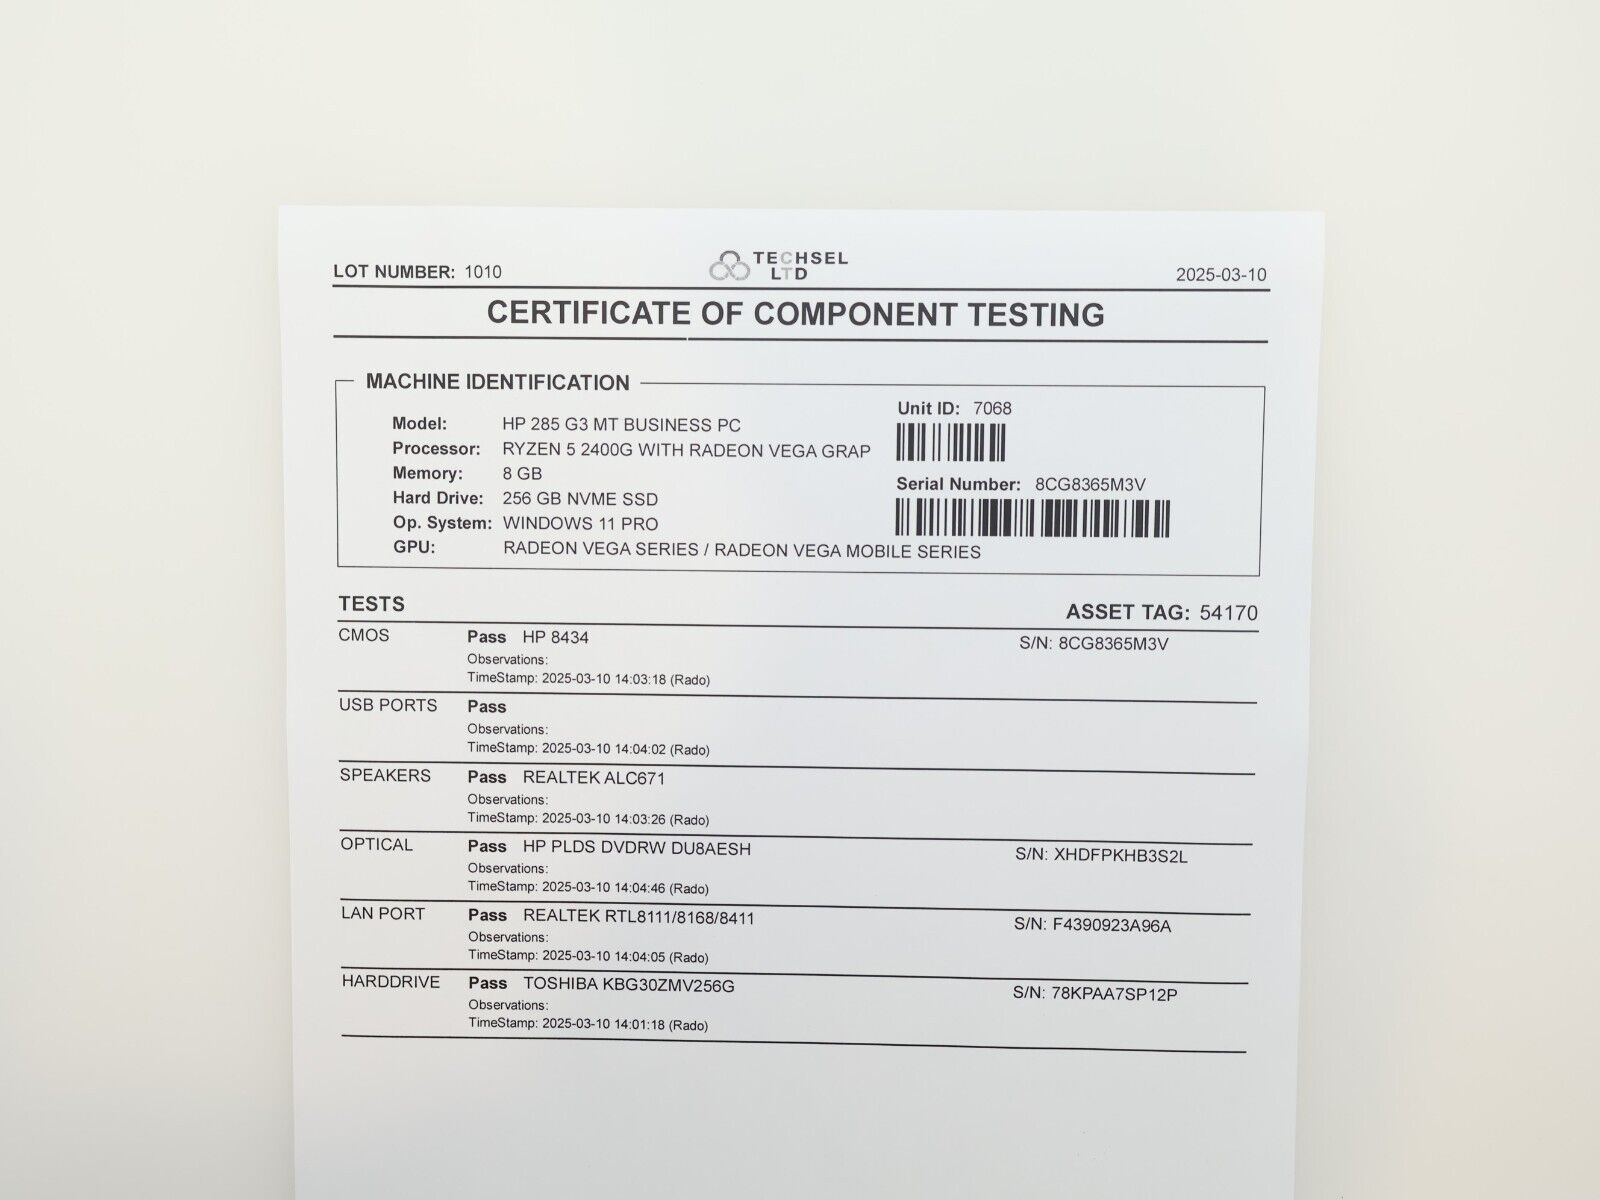 LOT NUMBER: 1010
TECHSEL
LTD
2025-03-10
CERTIFICATE OF COMPONENT TESTING
MACHINE IDENTIFICATION
Model: HP 285 G3 MT BUSINESS PC
Processor: RYZEN 5 2400G WITH RADEON VEGA GRAP
Memory: 8 GB
Hard Drive: 256 GB NVME SSD
Op. System: WINDOWS 11 PRO
GPU: RADEON VEGA SERIES / RADEON VEGA MOBILE SERIES
Unit ID: 7068
Serial Number: 8CG8365M3V
TESTS
ASSET TAG: 54170
CMOS Pass HP 8434 S/N: 8CG8365M3V
Observations:
TimeStamp: 2025-03-10 14:03:18 (Rado)
USB PORTS Pass
Observations:
TimeStamp: 2025-03-10 14:04:02 (Rado)
SPEAKERS Pass REALTEK ALC671
Observations:
TimeStamp: 2025-03-10 14:03:26 (Rado)
OPTICAL Pass HP PLDS DVDRW DU8AESH S/N: XHDFPKHB3S2L
Observations:
TimeStamp: 2025-03-10 14:04:46 (Rado)
LAN PORT Pass REALTEK RTL8111/8168/8411 S/N: F4390923A96A
Observations:
TimeStamp: 2025-03-10 14:04:05 (Rado)
HARDDRIVE Pass TOSHIBA KBG30ZMV256G S/N: 78KPAA7SP12P
Observations:
TimeStamp: 2025-03-10 14:01:18 (Rado)